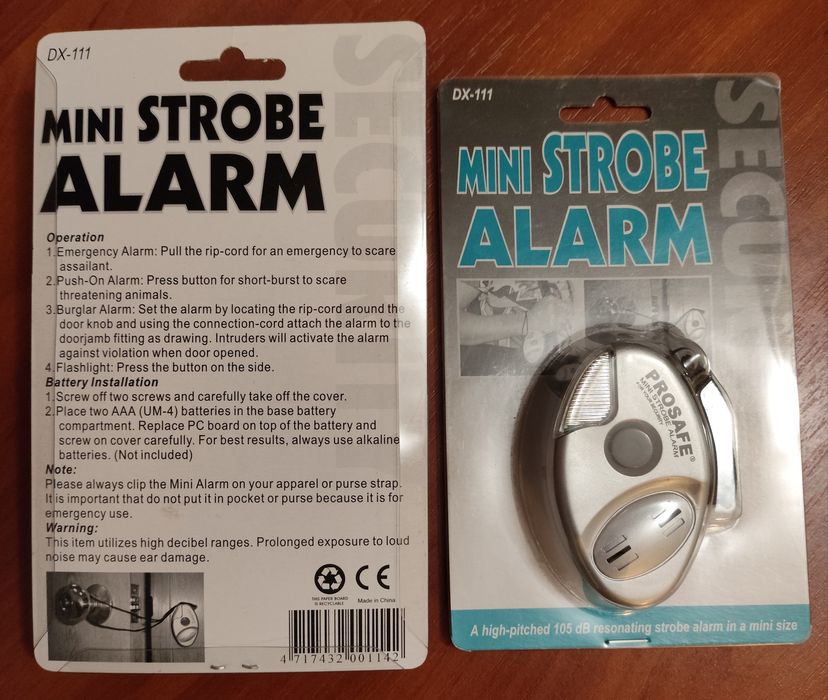 DX-111
MINI STROBE
ALARM
SECURITY
Operation
1.Emergency Alarm: Pull the rip-cord for an emergency to scare
assailant.
2.Push-On Alarm: Press button for short-burst to scare
threatening animals.
3.Burglar Alarm: Set the alarm by locating the rip-cord around the
door knob and using the connection-cord attach the alarm to the
doorjamb fitting as drawing. Intruders will activate the alarm
against violation when door opened.
4.Flashlight: Press the button on the side.
Battery Installation
1.Screw off two screws and carefully take off the cover.
2.Place two AAA (UM-4) batteries in the base battery
compartment. Replace PC board on top of the battery and
screw on cover carefully. For best results, always use alkaline
batteries. (Not included)
Note:
Please always clip the Mini Alarm on your apparel or purse strap.
It is important that do not put it in pocket or purse because it is for
emergency use.
Warning:
This item utilizes high decibel ranges. Prolonged exposure to loud
noise may cause ear damage.
THIS PAPER BOARD
IS RECYCLABLE
CE
Made in China
4 717432 001142
DX-111
MINI STROBE
ALARM
SECU
PROSAFE®
MINI STROBE ALARM
FOR YOUR SECURITY
A high-pitched 105 dB resonating strobe alarm in a mini size